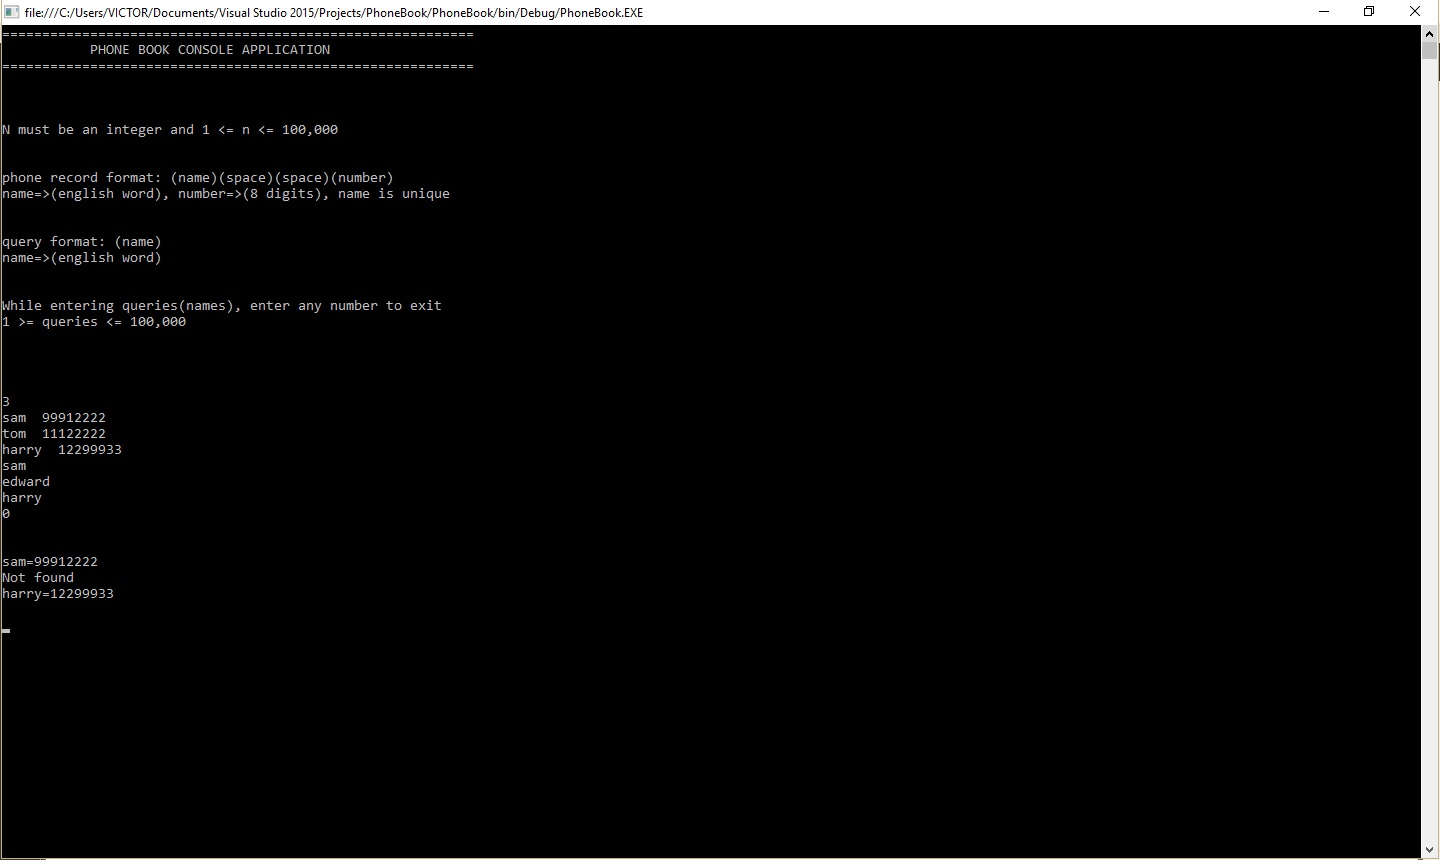 file:///C:/Users/VICTOR/Documents/Visual Studio 2015/Projects/PhoneBook/PhoneBook/bin/Debug/PhoneBook.EXE
===========================================================
PHONE BOOK CONSOLE APPLICATION
===========================================================
N must be an integer and 1 <= n <= 100,000
phone record format: (name)(space)(space)(number)
name=>(english word), number=>(8 digits), name is unique
query format: (name)
name=>(english word)
While entering queries(names), enter any number to exit
1 >= queries <= 100,000
3
sam  99912222
tom  11122222
harry  12299933
sam
edward
harry
0
sam=99912222
Not found
harry=12299933